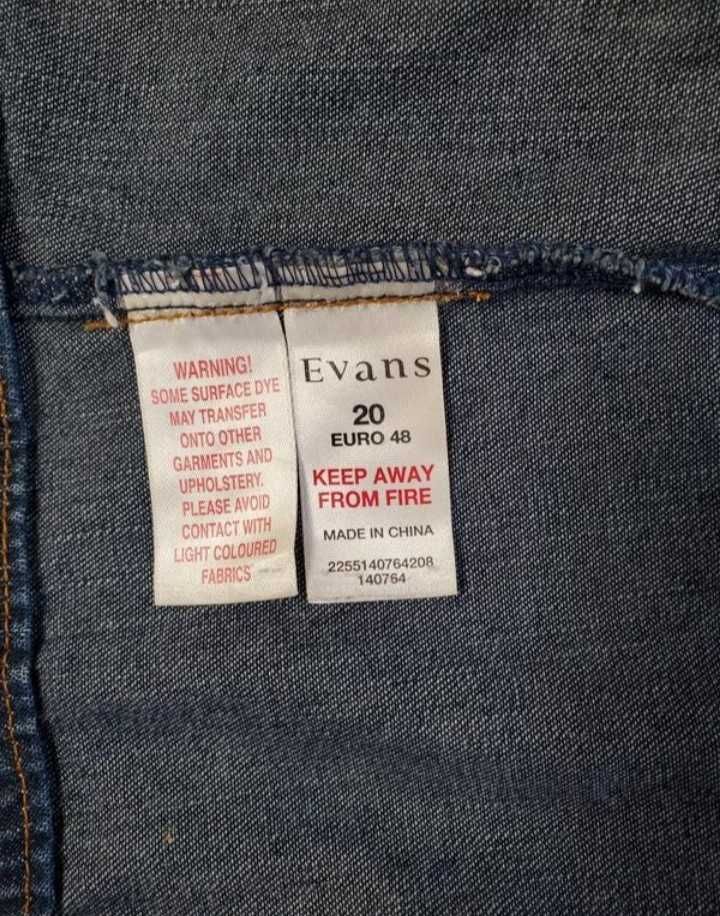 WARNING!
SOME SURFACE DYE
MAY TRANSFER
ONTO OTHER
GARMENTS AND
UPHOLSTERY.
PLEASE AVOID
CONTACT WITH
LIGHT COLOURED
FABRICS
Evans
20
EURO 48
KEEP AWAY
FROM FIRE
MADE IN CHINA
2255140764208
140764